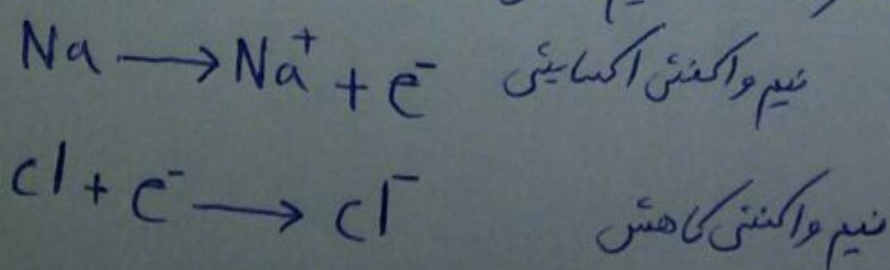 Na → Na⁺ + e⁻ نیم واکنش اکسایش
Cl + e⁻ → Cl⁻ نیم واکنش کاهش